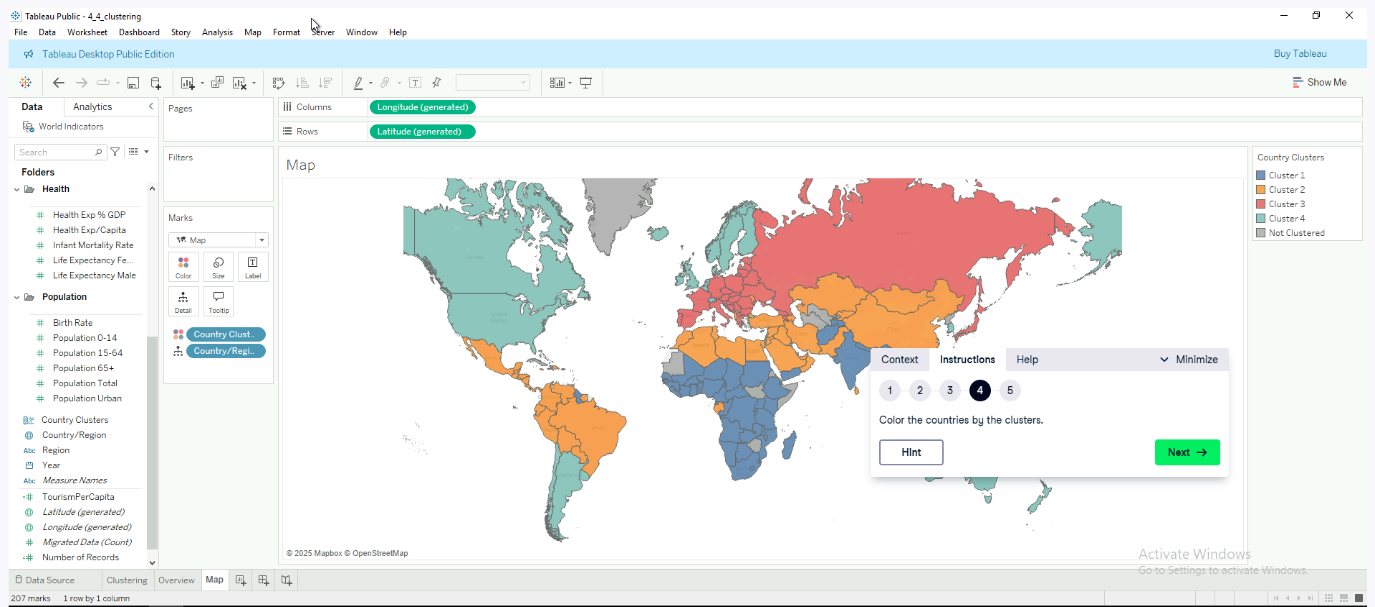 Tableau Public - 4_4_clustering
File Data Worksheet Dashboard Story Analysis Map Format Server Window Help
Tableau Desktop Public Edition
Buy Tableau
Show Me
Data Analytics
World Indicators
Search
Folders
Health
Health Exp % GDP
Health Exp/Capita
Infant Mortality Rate
Life Expectancy Fe...
Life Expectancy Male
Population
Birth Rate
Population 0-14
Population 15-64
Population 65+
Population Total
Population Urban
Country Clusters
Country/Region
Abc Region
Year
Abc Measure Names
TourismPerCapita
Latitude (generated)
Longitude (generated)
Migrated Data (Count)
Number of Records
Pages
Filters
Marks
Map
Color Size Label
Detail Tooltip
Country Clust..
Country/Regi..
Columns Longitude (generated)
Rows Latitude (generated)
Map
© 2025 Mapbox © OpenStreetMap
Country Clusters
Cluster 1
Cluster 2
Cluster 3
Cluster 4
Not Clustered
Context Instructions Help Minimize
1 2 3 4 5
Color the countries by the clusters.
HInt
Next →
Activate Windows
Go to Settings to activate Windows.
Data Source Clustering Overview Map
207 marks 1 row by 1 column